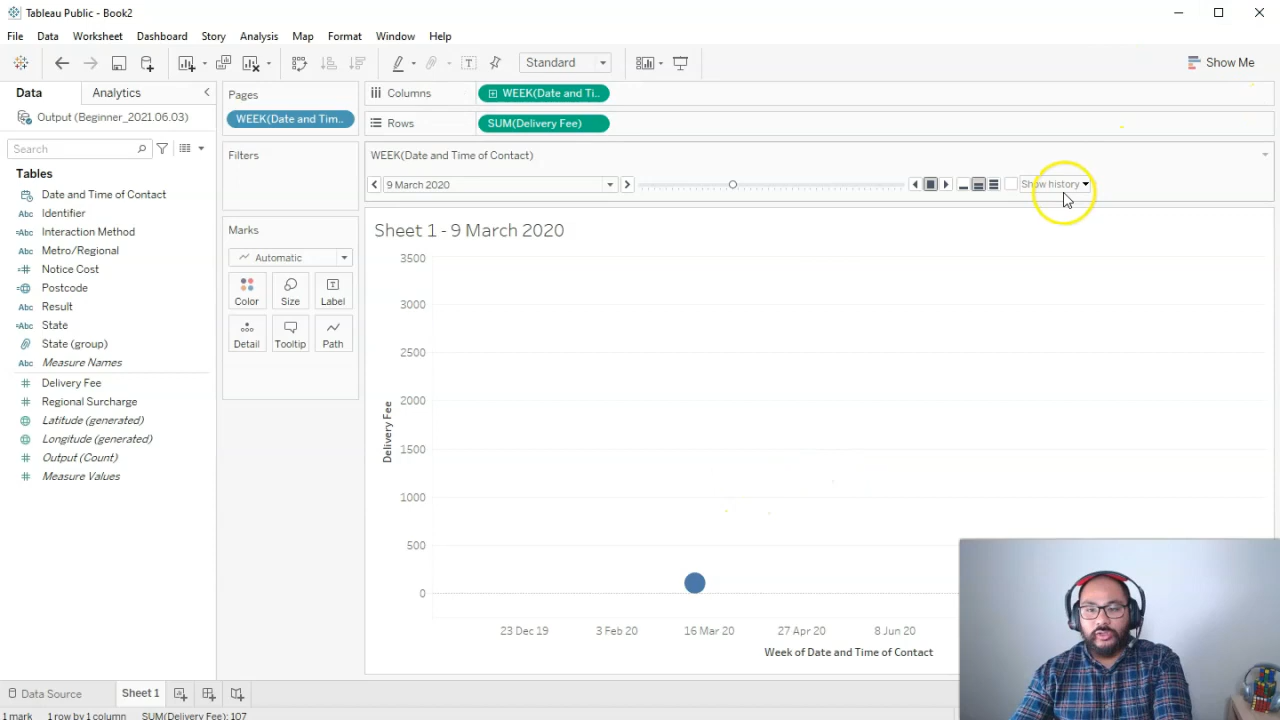 Tableau Public - Book2
File Data Worksheet Dashboard Story Analysis Map Format Window Help
Standard
Show Me
Data Analytics
Output (Beginner_2021.06.03)
Search
Tables
Date and Time of Contact
Abc Identifier
=Abc Interaction Method
Abc Metro/Regional
=# Notice Cost
Postcode
Abc Result
=Abc State
State (group)
Abc Measure Names
# Delivery Fee
# Regional Surcharge
Latitude (generated)
Longitude (generated)
# Output (Count)
# Measure Values
Pages
WEEK(Date and Tim..
Filters
Marks
Automatic
Color Size Label
Detail Tooltip Path
Columns WEEK(Date and Ti..
Rows SUM(Delivery Fee)
WEEK(Date and Time of Contact)
9 March 2020
Show history
Sheet 1 - 9 March 2020
3500
3000
2500
2000
1500
1000
500
0
Delivery Fee
23 Dec 19 3 Feb 20 16 Mar 20 27 Apr 20 8 Jun 20
Week of Date and Time of Contact
Data Source Sheet 1
1 mark 1 row by 1 column SUM(Delivery Fee): 107